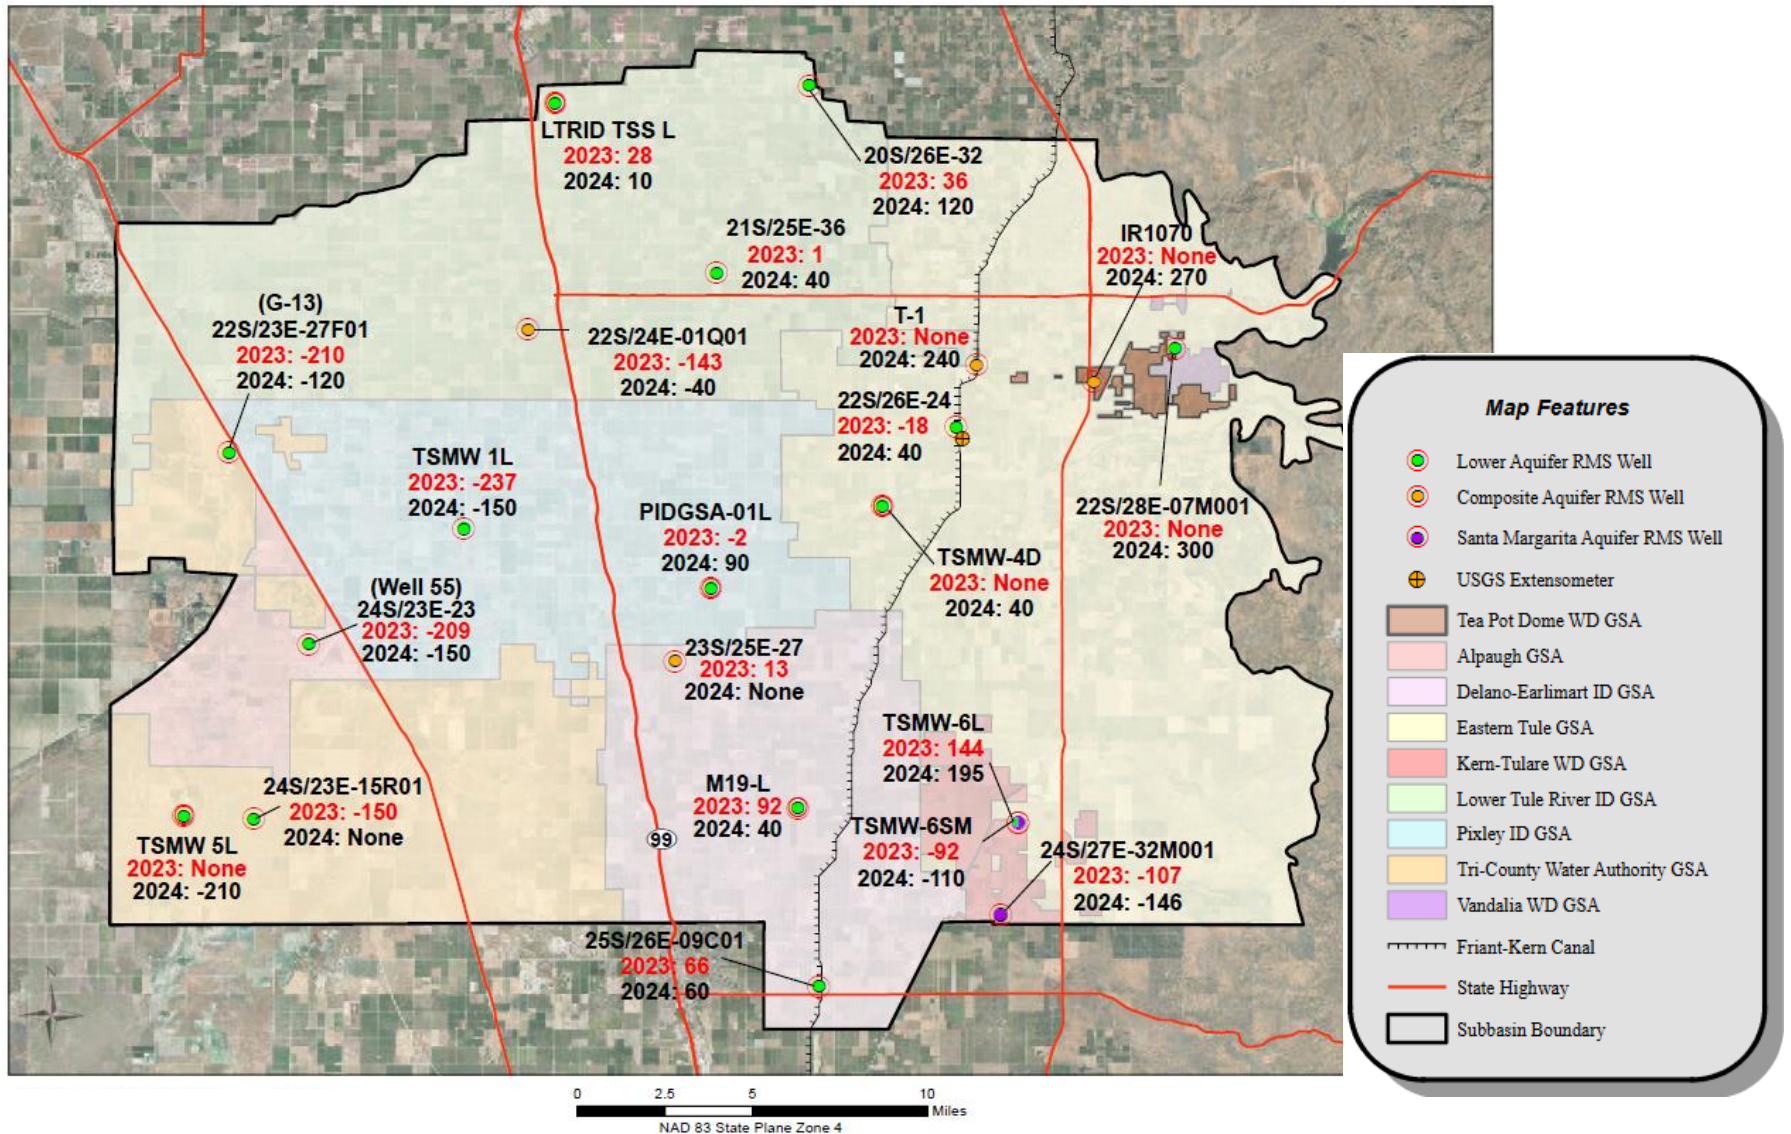 LTRID TSS L
2023: 28
2024: 10
20S/26E-32
2023: 36
2024: 120
21S/25E-36
2023: 1
2024: 40
IR1070
2023: None
2024: 270
(G-13)
22S/23E-27F01
2023: -210
2024: -120
22S/24E-01Q01
2023: -143
2024: -40
T-1
2023: None
2024: 240
22S/26E-24
2023: -18
2024: 40
TSMW 1L
2023: -237
2024: -150
PIDGSA-01L
2023: -2
2024: 90
22S/28E-07M001
2023: None
2024: 300
TSMW-4D
2023: None
2024: 40
(Well 55)
24S/23E-23
2023: -209
2024: -150
23S/25E-27
2023: 13
2024: None
TSMW-6L
2023: 144
2024: 195
24S/23E-15R01
2023: -150
2024: None
M19-L
2023: 92
2024: 40
TSMW 5L
2023: None
2024: -210
99
TSMW-6SM
2023: -92
2024: -110
24S/27E-32M001
2023: -107
2024: -146
25S/26E-09C01
2023: 66
2024: 60
N
Map Features
Lower Aquifer RMS Well
Composite Aquifer RMS Well
Santa Margarita Aquifer RMS Well
USGS Extensometer
Tea Pot Dome WD GSA
Alpaugh GSA
Delano-Earlimart ID GSA
Eastern Tule GSA
Kern-Tulare WD GSA
Lower Tule River ID GSA
Pixley ID GSA
Tri-County Water Authority GSA
Vandalia WD GSA
Friant-Kern Canal
State Highway
Subbasin Boundary
0 2.5 5 10
Miles
NAD 83 State Plane Zone 4